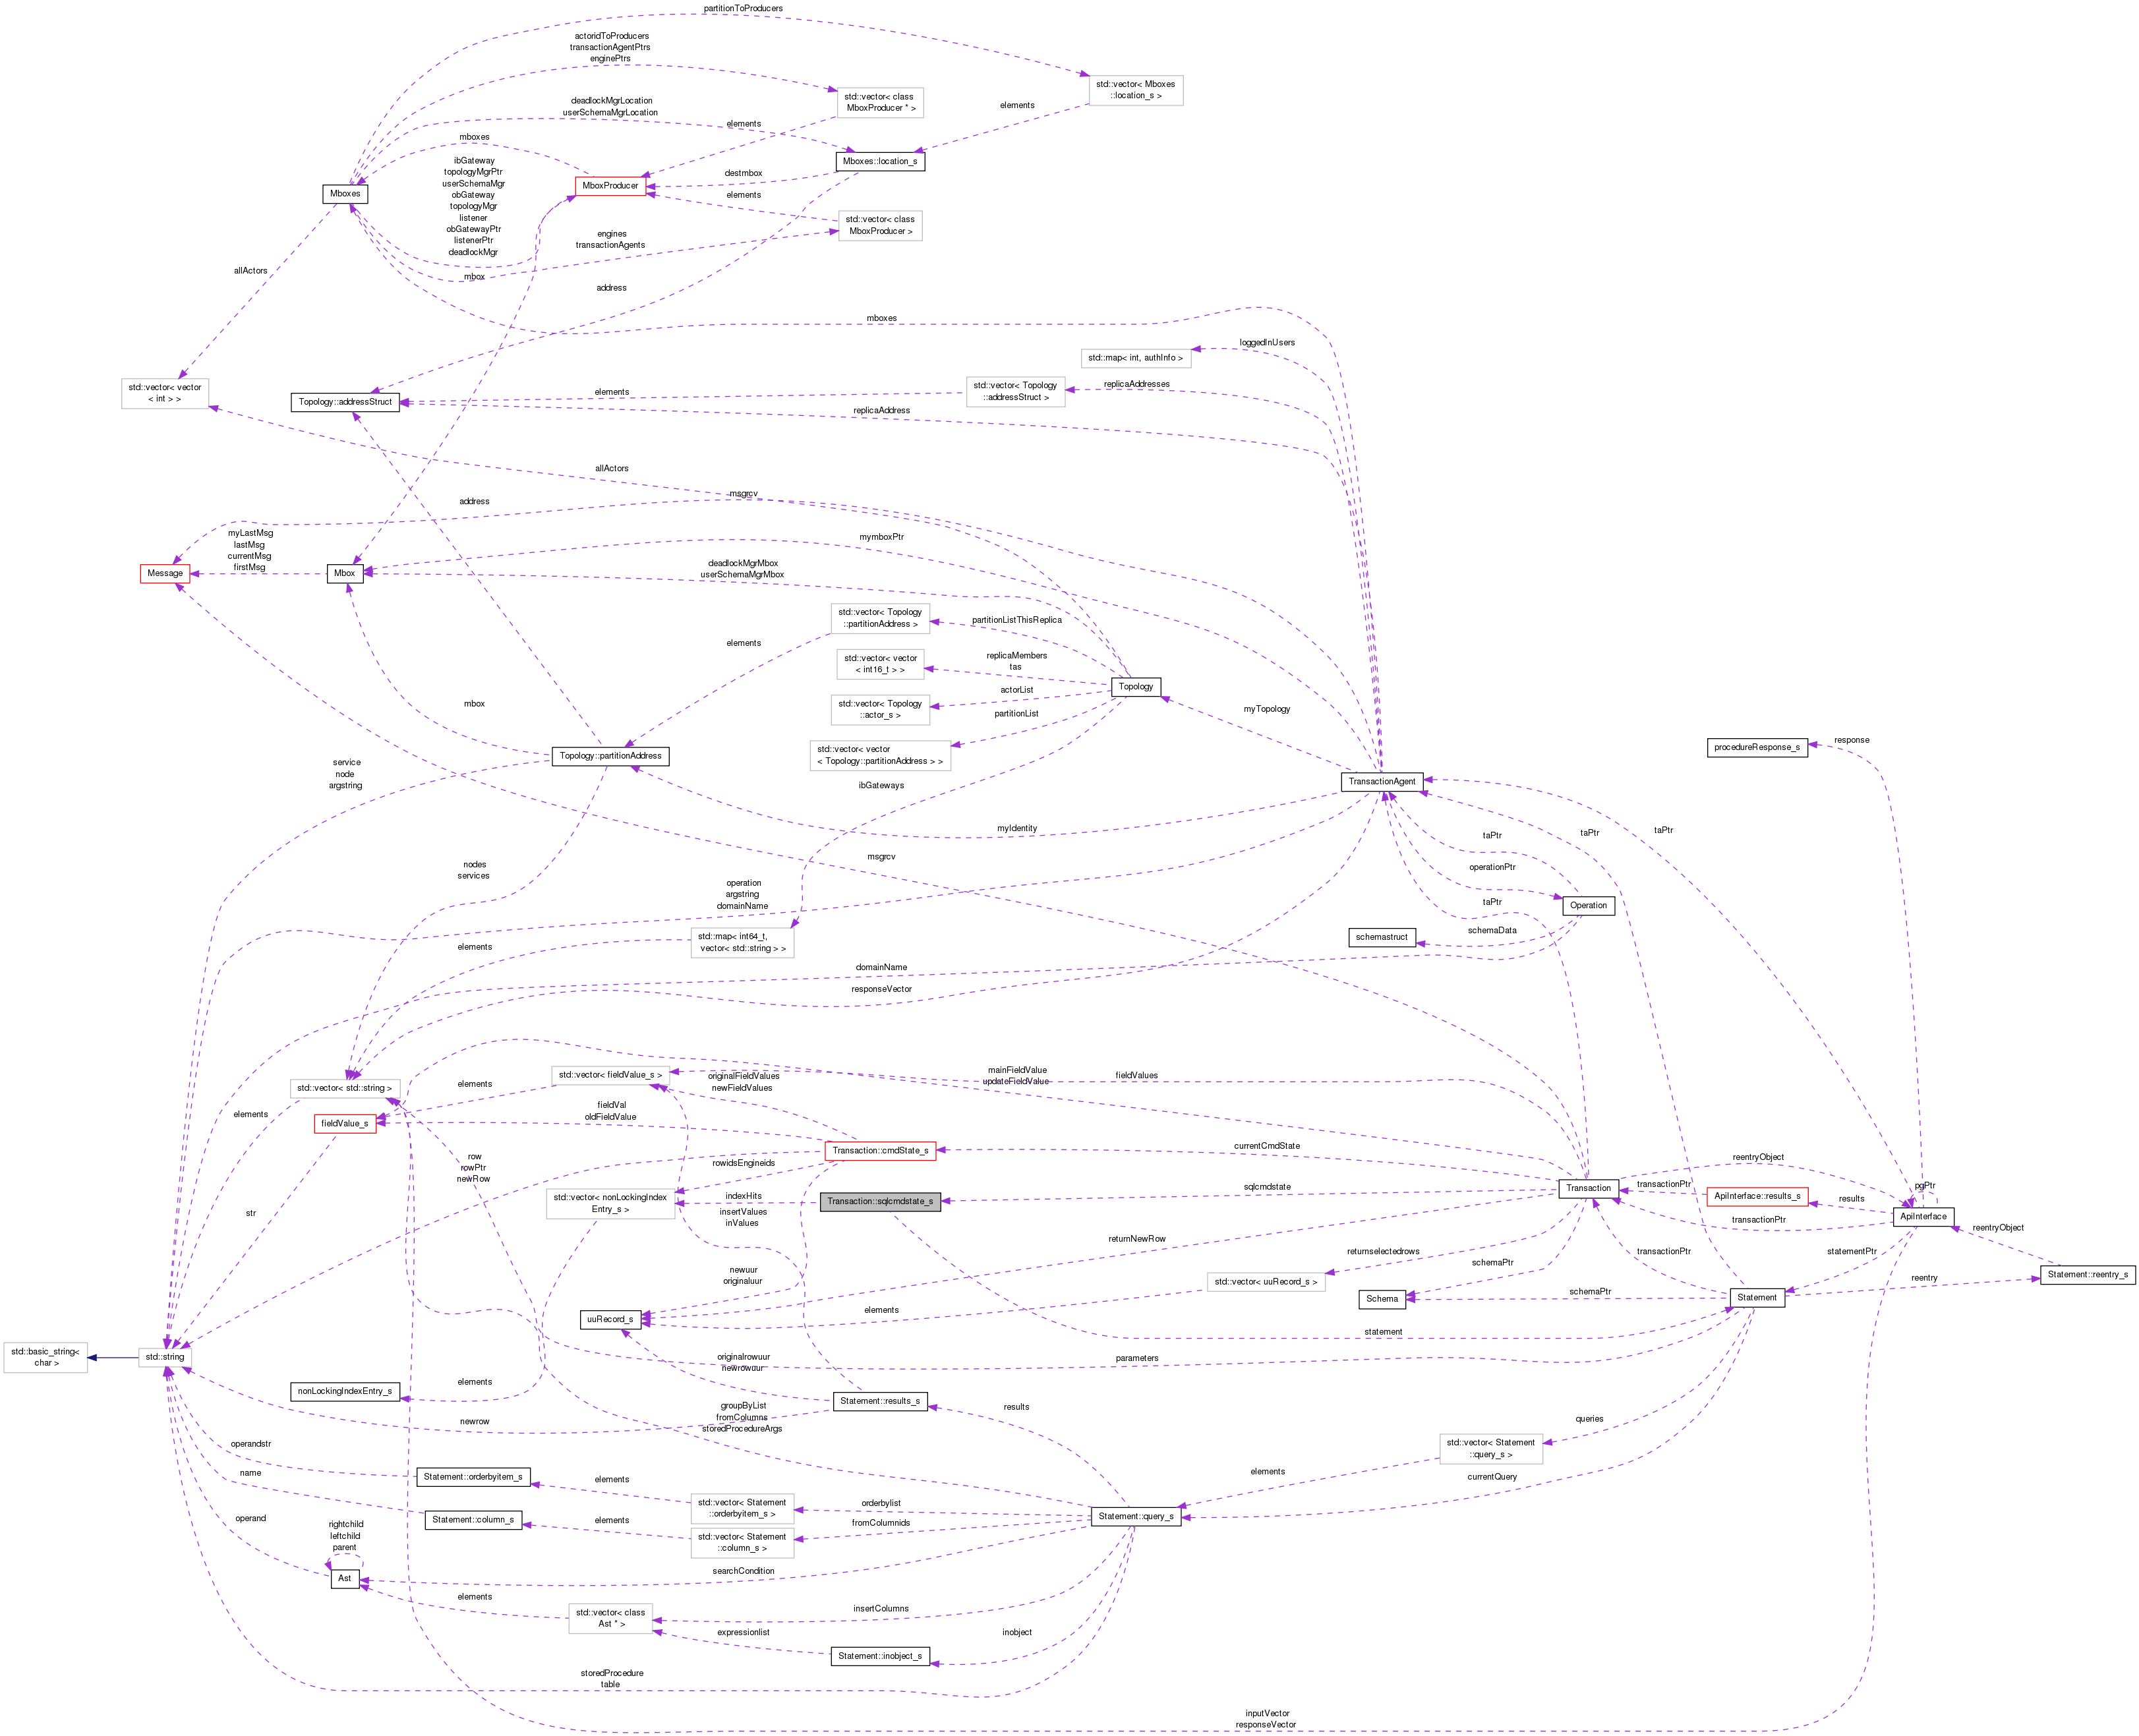 partitionToProducers
actoridToProducers
transactionAgentPtrs
enginePtrs
std::vector< Mboxes
::location_s >
std::vector< class
MboxProducer * >
deadlockMgrLocation
userSchemaMgrLocation
elements
elements
mboxes
Mboxes::location_s
ibGateway
topologyMgrPtr
userSchemaMgr
obGateway
topologyMgr
listener
obGatewayPtr
listenerPtr
deadlockMgr
destmbox
MboxProducer
Mboxes
elements
std::vector< class
MboxProducer >
engines
transactionAgents
allActors
mbox
address
mboxes
loggedInUsers
std::map< int, authInfo >
std::vector< vector
< int > >
Topology::addressStruct
elements
std::vector< Topology
::addressStruct >
replicaAddresses
replicaAddress
allActors
address
msgrcv
myLastMsg
lastMsg
currentMsg
firstMsg
mymboxPtr
Message
Mbox
deadlockMgrMbox
userSchemaMgrMbox
std::vector< Topology
::partitionAddress >
partitionListThisReplica
elements
std::vector< vector
< int16_t > >
replicaMembers
tas
Topology
std::vector< Topology
::actor_s >
actorList
mbox
myTopology
partitionList
response
procedureResponse_s
Topology::partitionAddress
std::vector< vector
< Topology::partitionAddress > >
service
node
argstring
TransactionAgent
ibGateways
myIdentity
taPtr
taPtr
taPtr
nodes
services
msgrcv
operationPtr
operation
argstring
domainName
taPtr
Operation
std::map< int64_t,
vector< std::string > >
elements
schemastruct
schemaData
domainName
responseVector
mainFieldValue
updateFieldValue
fieldValues
std::vector< std::string >
elements
std::vector< fieldValue_s >
originalFieldValues
newFieldValues
elements
fieldVal
oldFieldValue
fieldValue_s
Transaction::cmdState_s
currentCmdState
row
rowPtr
newRow
rowidsEngineids
reentryObject
pgPtr
str
std::vector< nonLockingIndex
Entry_s >
indexHits
Transaction::sqlcmdstate_s
sqlcmdstate
Transaction
transactionPtr
ApiInterface::results_s
results
ApiInterface
insertValues
inValues
transactionPtr
reentryObject
returnNewRow
returnselectedrows
transactionPtr
statementPtr
schemaPtr
newuur
originaluur
std::vector< uuRecord_s >
reentry
Statement::reentry_s
Schema
schemaPtr
Statement
uuRecord_s
elements
statement
std::basic_string<
char >
std::string
originalrowuur
newrowuur
parameters
elements
nonLockingIndexEntry_s
Statement::results_s
results
groupByList
fromColumns
storedProcedureArgs
newrow
queries
operandstr
std::vector< Statement
::query_s >
name
Statement::orderbyitem_s
elements
elements
currentQuery
std::vector< Statement
::orderbyitem_s >
orderbylist
Statement::query_s
operand
Statement::column_s
elements
std::vector< Statement
::column_s >
fromColumnids
rightchild
leftchild
parent
Ast
searchCondition
elements
std::vector< class
Ast * >
insertColumns
expressionlist
inobject
Statement::inobject_s
storedProcedure
table
inputVector
responseVector